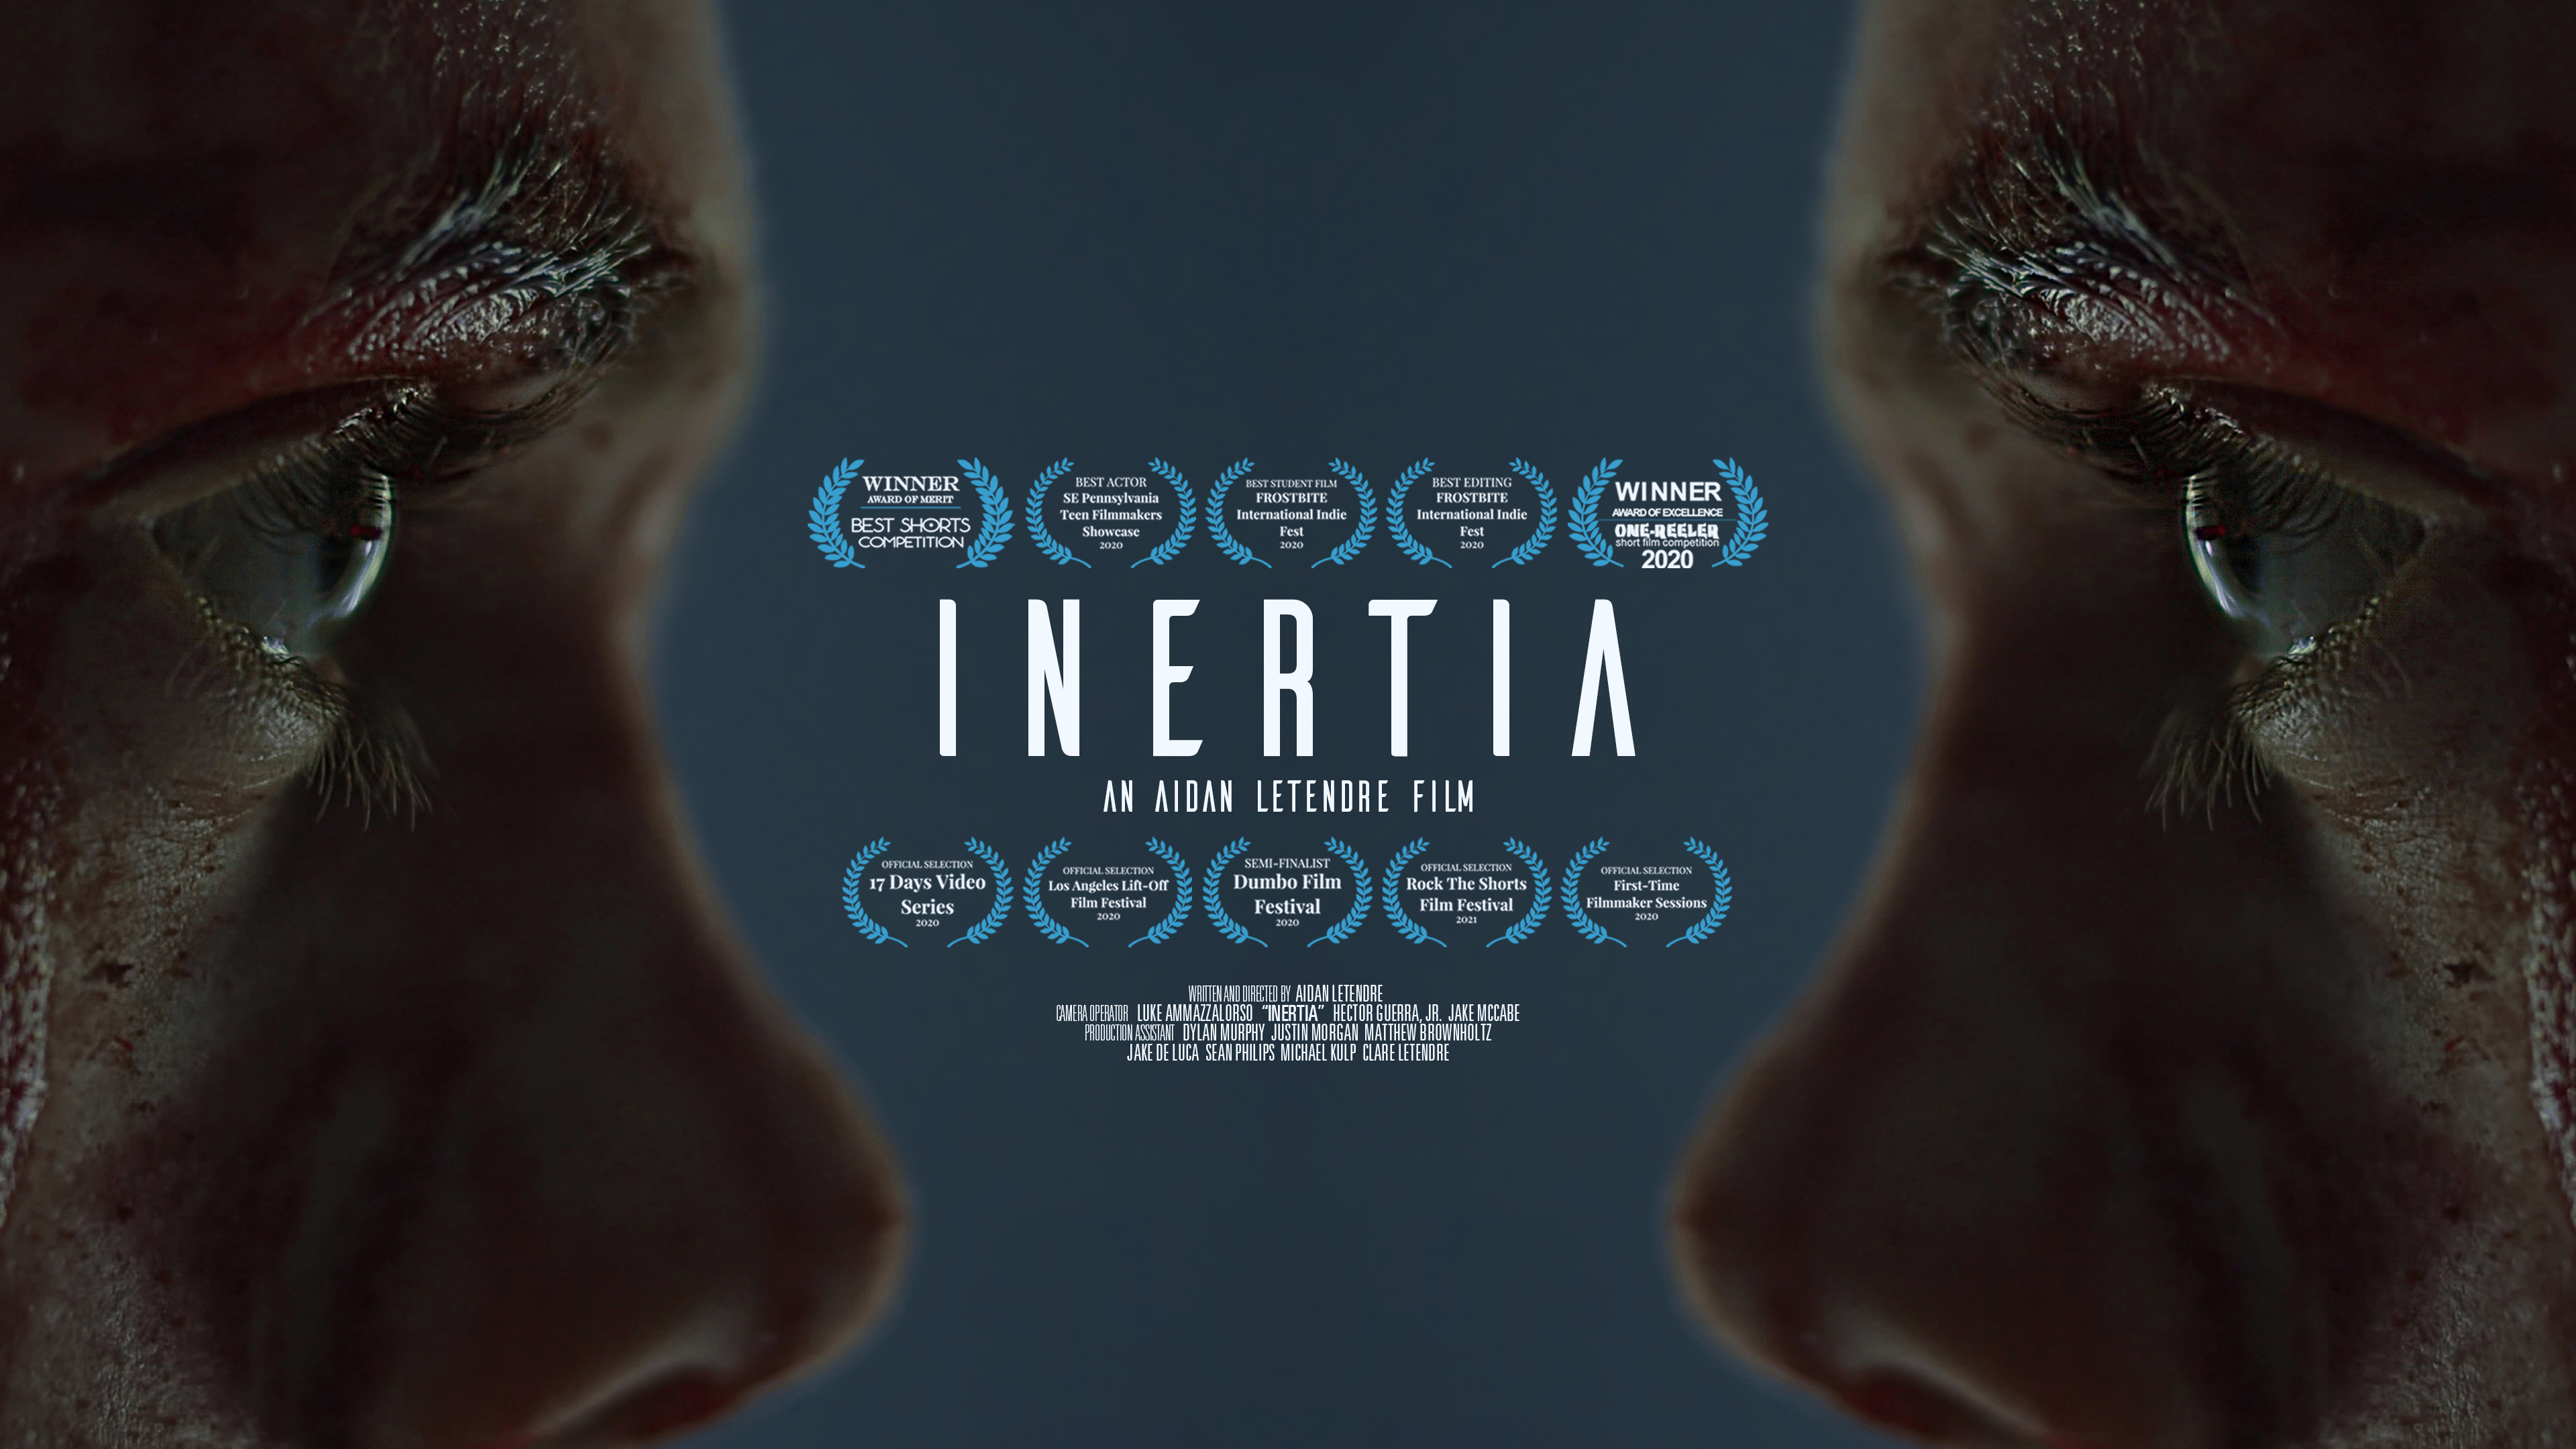 WINNER
AWARD OF MERIT
BEST SHORTS
COMPETITION
BEST ACTOR
SE Pennsylvania
Teen Filmmakers
Showcase
2020
BEST STUDENT FILM
FROSTBITE
International Indie
Fest
2020
BEST EDITING
FROSTBITE
International Indie
Fest
2020
WINNER
AWARD OF EXCELLENCE
ONE-REELER
short film competition
2020
INERTIA
AN AIDAN LETENDRE FILM
OFFICIAL SELECTION
17 Days Video
Series
2020
OFFICIAL SELECTION
Los Angeles Lift-Off
Film Festival
2020
SEMI-FINALIST
Dumbo Film
Festival
2020
OFFICIAL SELECTION
Rock The Shorts
Film Festival
2021
OFFICIAL SELECTION
First-Time
Filmmaker Sessions
2020
WRITTEN AND DIRECTED BY AIDAN LETENDRE
CAMERA OPERATOR LUKE AMMAZZALORSO “INERTIA” HECTOR GUERRA, JR. JAKE MCCABE
PRODUCTION ASSISTANT DYLAN MURPHY JUSTIN MORGAN MATTHEW BROWNHOLTZ
JAKE DE LUCA SEAN PHILIPS MICHAEL KULP CLARE LETENDRE